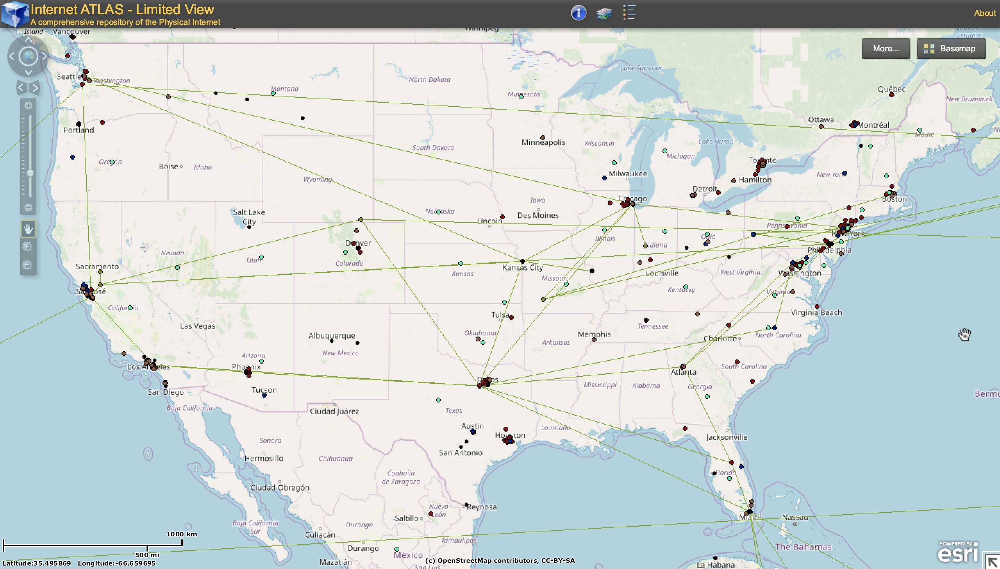 Internet ATLAS - Limited View
A comprehensive repository of the Physical Internet
About
Island
Vancouver
Winnipeg
Estuaire
More...
Basemap
Lake Superior
Seattle
Washington
Montana
North Dakota
Minnesota
Québec
New Brunswick
Ottawa
Montréal
Portland
Maine
Minneapolis
Wisconsin
Lake Huron
South Dakota
Michigan
Oregon
Boise
Idaho
Toronto
Milwaukee
New York
Wyoming
Hamilton
Detroit
Chicago
Iowa
Boston
Salt Lake
City
Nebraska
Des Moines
Lincoln
Pennsylvania
New York
Illinois
Ohio
Denver
Indiana
Philadelphia
Nevada
Utah
Colorado
Sacramento
Kansas City
Kansas
Louisville
West Virginia
Washington
Missouri
San José
Kentucky
Virginia
California
Tulsa
Virginia Beach
Las Vegas
Tennessee
Albuquerque
Oklahoma
Memphis
Charlotte
North Carolina
Arkansas
New Mexico
Arizona
Los Angeles
Phoenix
South Carolina
Atlanta
Dallas
Mississippi
Alabama
Georgia
San Diego
Tucson
Baja California
Ciudad Juárez
Texas
Austin
Louisiana
Houston
Jacksonville
Sonora
San Antonio
Hermosillo
Chihuahua
Coahuila
de Zaragoza
Florida
Ciudad Obregón
Nuevo
León
Reynosa
Saltillo
Miami
Nassau
Baja California
Sur
Durango
Culiacán
Tamaulipas
Durango
México
The Bahamas
Mazatlán
La Habana
1000 km
500 mi
Latitude:35.495869 Longitude:-66.659695
(c) OpenStreetMap contributors, CC-BY-SA
POWERED BY
esri